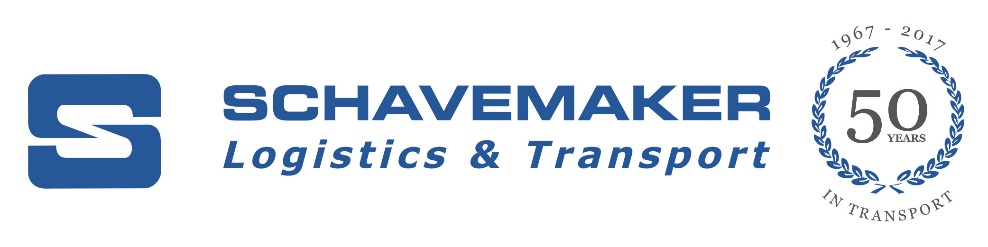 S
SCHAVEMAKER
Logistics & Transport
1967 - 2017
50
YEARS
IN TRANSPORT